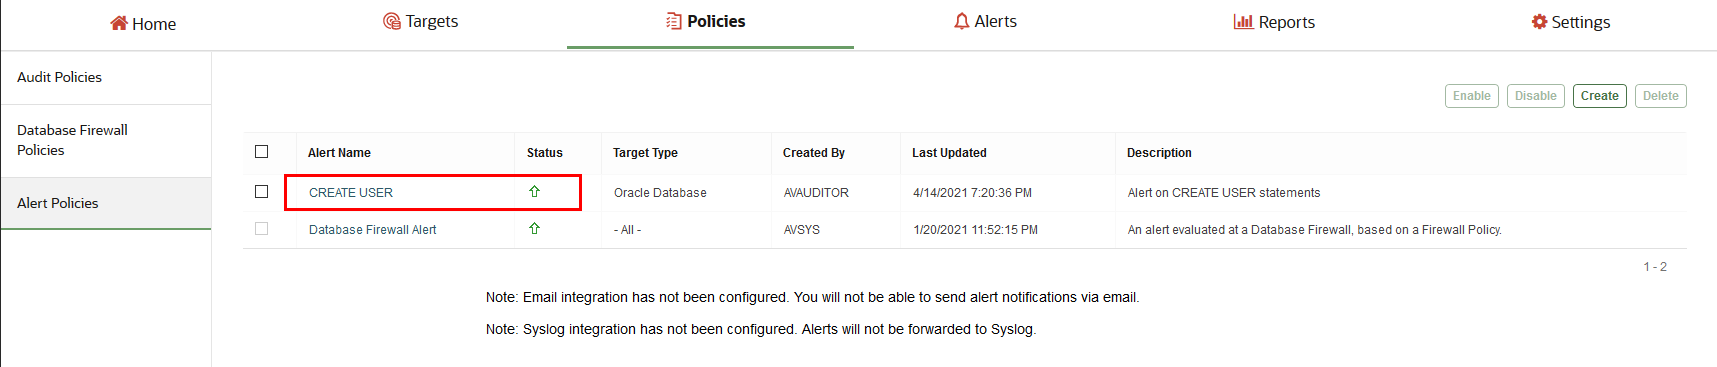 Home Targets Policies Alerts Reports Settings
Audit Policies
Database Firewall
Policies
Alert Policies
Enable Disable Create Delete
Alert Name Status Target Type Created By Last Updated Description
CREATE USER Oracle Database AVAUDITOR 4/14/2021 7:20:36 PM Alert on CREATE USER statements
Database Firewall Alert - All - AVSYS 1/20/2021 11:52:15 PM An alert evaluated at a Database Firewall, based on a Firewall Policy.
1 - 2
Note: Email integration has not been configured. You will not be able to send alert notifications via email.
Note: Syslog integration has not been configured. Alerts will not be forwarded to Syslog.